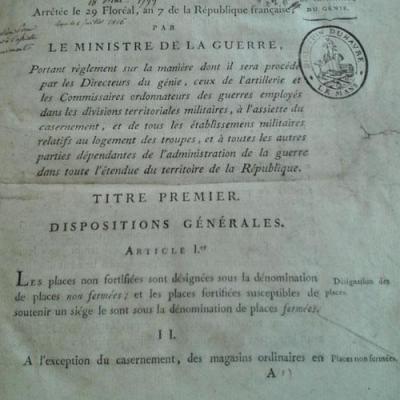 18 mai 1799
Arrêtée le 29 Floréal, an 7 de la République française,
DU GÉNIE.
PAR
LE MINISTRE DE LA GUERRE,
LE MANS
Portant règlement sur la manière dont il sera procédé
par les Directeurs du génie, ceux de l'artillerie et
les Commissaires ordonnateurs des guerres employés
dans les divisions territoriales militaires, à l'assiette du
casernement, et de tous les établissemens militaires
relatifs au logement des troupes, et à toutes les autres
parties dépendantes de l'administration de la guerre
dans toute l'étendue du territoire de la République.
TITRE PREMIER.
DISPOSITIONS GÉNÉRALES.
ARTICLE I.er
LES places non fortifiées sont désignées sous la dénomination
de places non fermées; et les places fortifiées susceptibles de
soutenir un siége le sont sous la dénomination de places fermées.
Désignation des
places.
II.
A l'exception du casernement, des magasins ordinaires en
Places non fermées.
A